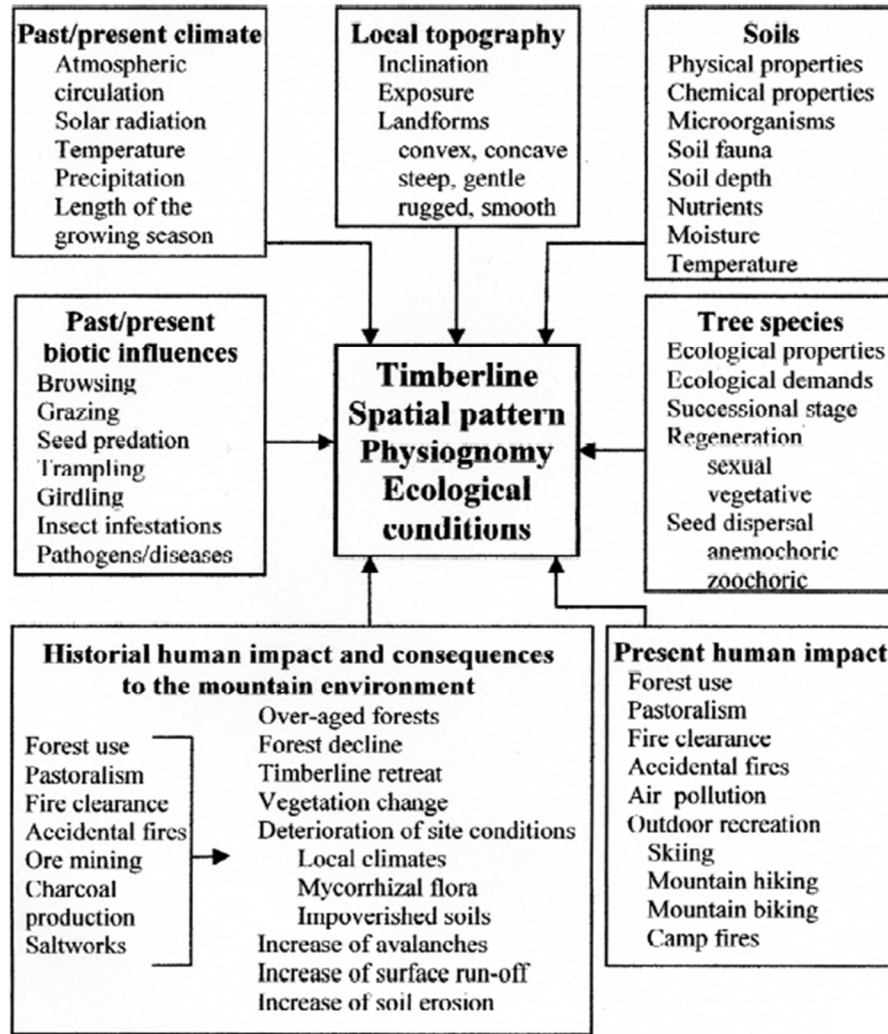 Past/present climate
Atmospheric
circulation
Solar radiation
Temperature
Precipitation
Length of the
growing season
Local topography
Inclination
Exposure
Landforms
convex, concave
steep, gentle
rugged, smooth
Soils
Physical properties
Chemical properties
Microorganisms
Soil fauna
Soil depth
Nutrients
Moisture
Temperature
Past/present
biotic influences
Browsing
Grazing
Seed predation
Trampling
Girdling
Insect infestations
Pathogens/diseases
Timberline
Spatial pattern
Physiognomy
Ecological
conditions
Tree species
Ecological properties
Ecological demands
Successional stage
Regeneration
sexual
vegetative
Seed dispersal
anemochoric
zoochoric
Historial human impact and consequences
to the mountain environment
Forest use
Pastoralism
Fire clearance
Accidental fires
Ore mining
Charcoal
production
Saltworks
Over-aged forests
Forest decline
Timberline retreat
Vegetation change
Deterioration of site conditions
Local climates
Mycorrhizal flora
Impoverished soils
Increase of avalanches
Increase of surface run-off
Increase of soil erosion
Present human impact
Forest use
Pastoralism
Fire clearance
Accidental fires
Air pollution
Outdoor recreation
Skiing
Mountain hiking
Mountain biking
Camp fires